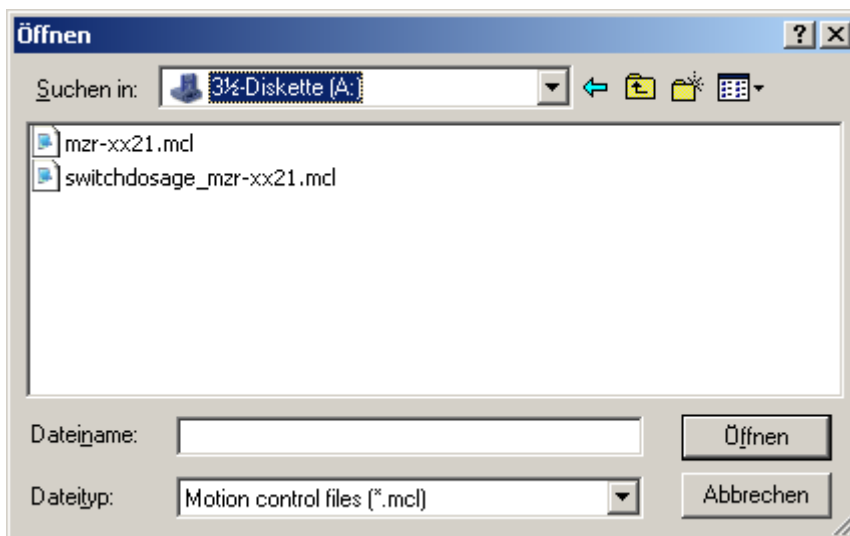 Öffnen
Suchen in: 3½-Diskette (A:)
mzr-xx21.mcl
switchdosage_mzr-xx21.mcl
Dateiname: Öffnen
Dateityp: Motion control files (*.mcl) Abbrechen